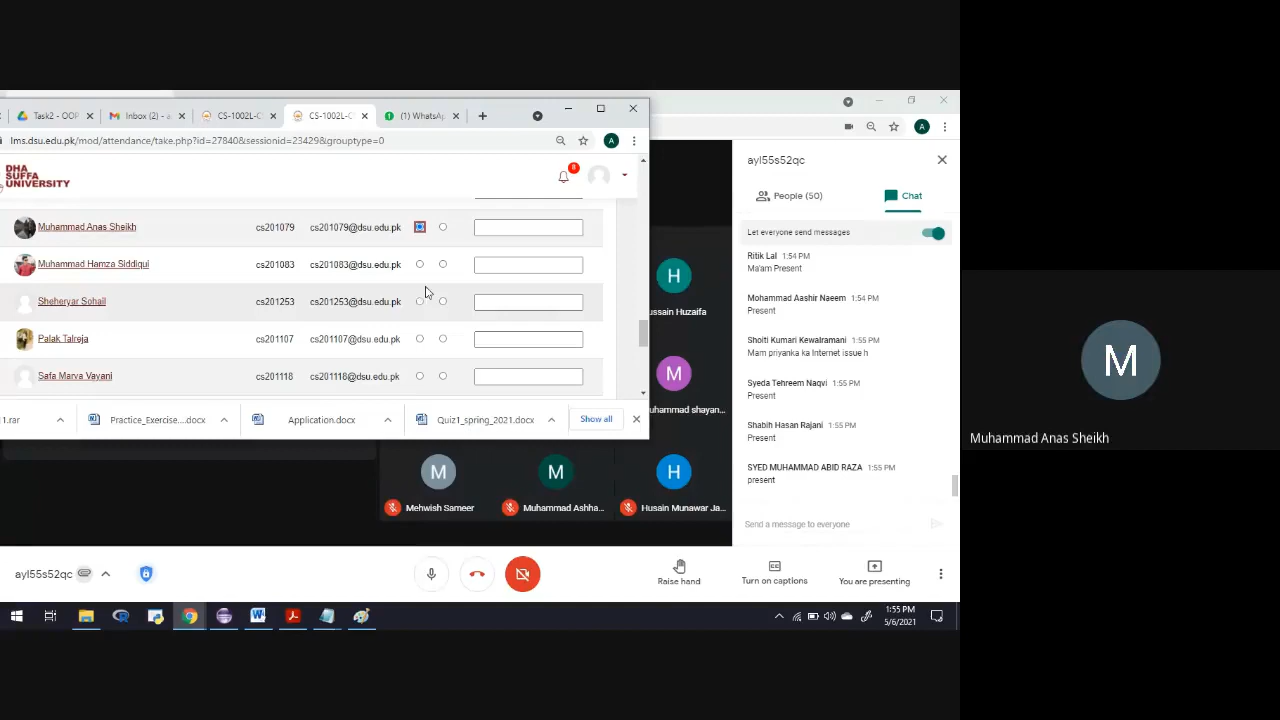 Task2 - OOP
Inbox (2) - a
CS-1002L-C
CS-1002L-C
(1) WhatsAp
lms.dsu.edu.pk/mod/attendance/take.php?id=27840&sessionid=23429&grouptype=0
A
A
DHA
SUFFA
UNIVERSITY
8
Muhammad Anas Sheikh cs201079 cs201079@dsu.edu.pk
Muhammad Hamza SIddiqui cs201083 cs201083@dsu.edu.pk
Sheheryar Sohail cs201253 cs201253@dsu.edu.pk
Palak Talreja cs201107 cs201107@dsu.edu.pk
Safa Marva Vayani cs201118 cs201118@dsu.edu.pk
1.rar
Practice_Exercise....docx
Application.docx
Quiz1_spring_2021.docx
Show all
H
ussain Huzaifa
M
uhammad shayan...
M
Mehwish Sameer
M
Muhammad Ashha...
H
Husain Munawar Ja...
ayl55s52qc
People (50)
Chat
Let everyone send messages
Ritik Lal 1:54 PM
Ma'am Present
Mohammad Aashir Naeem 1:54 PM
Present
Sholti Kumari Kewalramani 1:55 PM
Mam priyanka ka Internet issue h
Syeda Tehreem Naqvi 1:55 PM
Present
Shabih Hasan Rajani 1:55 PM
Present
SYED MUHAMMAD ABID RAZA 1:55 PM
present
Send a message to everyone
ayl55s52qc
Raise hand
Turn on captions
You are presenting
1:55 PM
5/6/2021
M
Muhammad Anas Sheikh